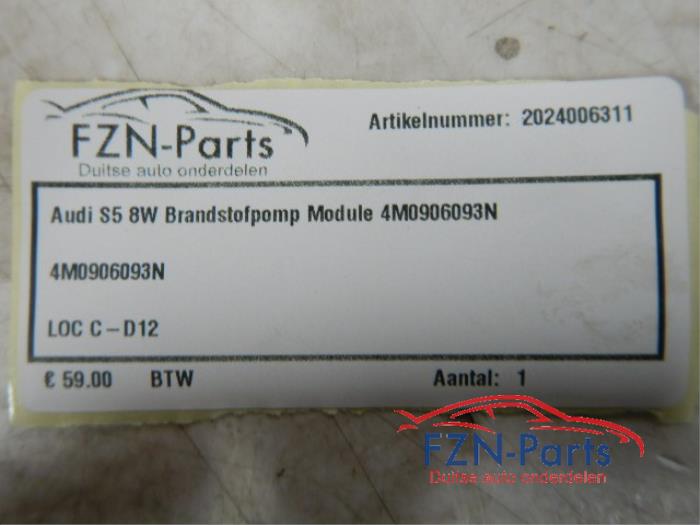 FZN-Parts
Duitse auto onderdelen
Artikelnummer: 2024006311
Audi S5 8W Brandstofpomp Module 4M0906093N
4M0906093N
LOC C - D12
€ 59.00 BTW Aantal: 1
FZN-Parts
Duitse auto onderdelen